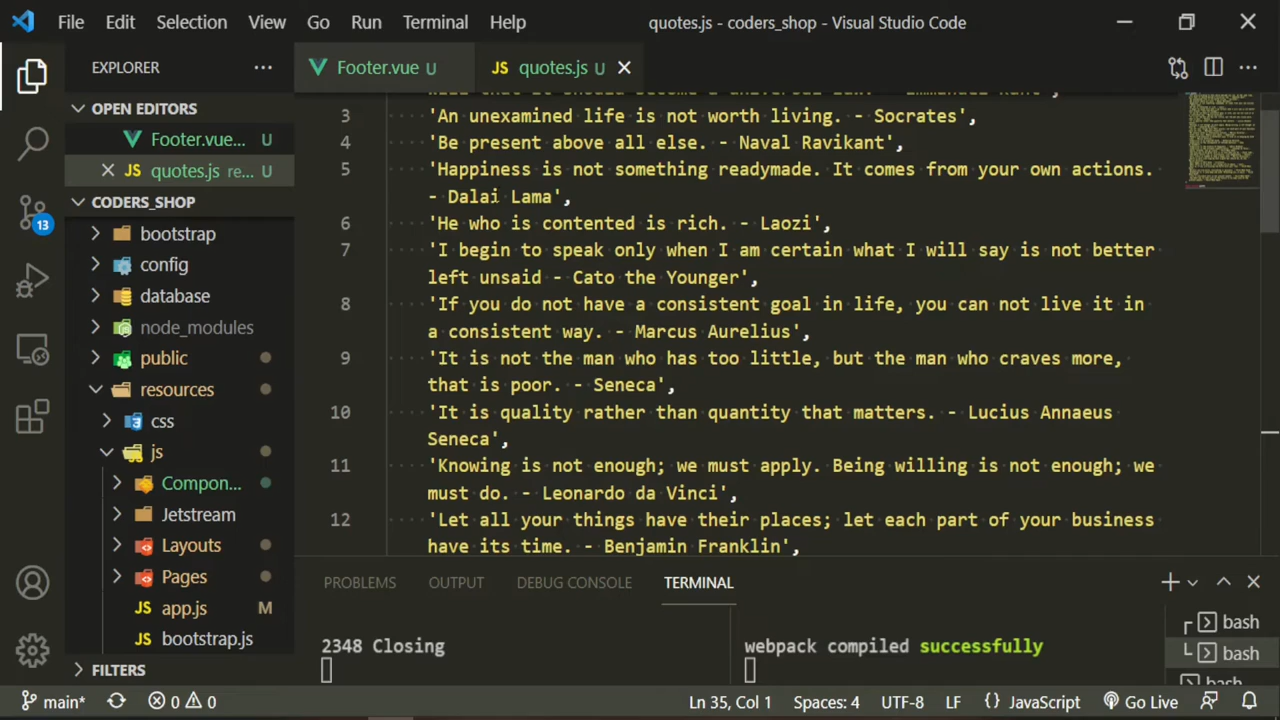 File Edit Selection View Go Run Terminal Help quotes.js - coders_shop - Visual Studio Code
EXPLORER
Footer.vue U
JS quotes.js U
OPEN EDITORS
Footer.vue... U
JS quotes.js re... U
CODERS_SHOP
bootstrap
config
database
node_modules
public
resources
css
js
Compon...
Jetstream
Layouts
Pages
JS app.js M
JS bootstrap.js
FILTERS
3 'An unexamined life is not worth living. - Socrates',
4 'Be present above all else. - Naval Ravikant',
5 'Happiness is not something readymade. It comes from your own actions.
- Dalai Lama',
6 'He who is contented is rich. - Laozi',
7 'I begin to speak only when I am certain what I will say is not better
left unsaid - Cato the Younger',
8 'If you do not have a consistent goal in life, you can not live it in
a consistent way. - Marcus Aurelius',
9 'It is not the man who has too little, but the man who craves more,
that is poor. - Seneca',
10 'It is quality rather than quantity that matters. - Lucius Annaeus
Seneca',
11 'Knowing is not enough; we must apply. Being willing is not enough; we
must do. - Leonardo da Vinci',
12 'Let all your things have their places; let each part of your business
have its time. - Benjamin Franklin',
PROBLEMS OUTPUT DEBUG CONSOLE TERMINAL
2348 Closing
webpack compiled successfully
bash
bash
13
main* 0 0 Ln 35, Col 1 Spaces: 4 UTF-8 LF {} JavaScript Go Live